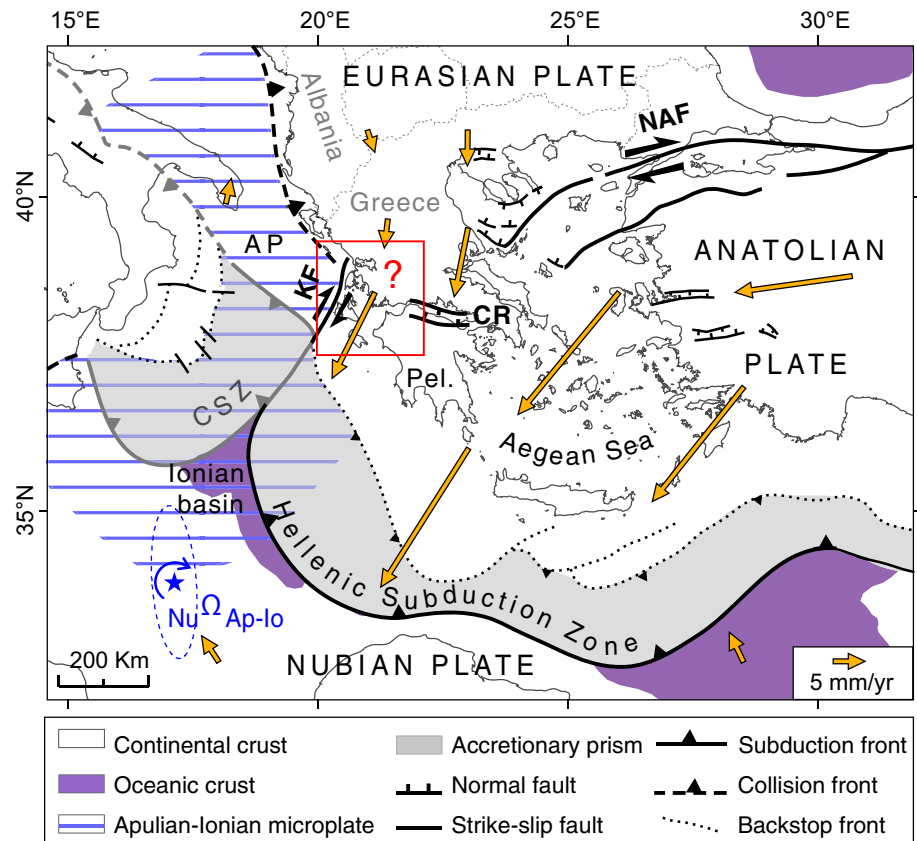 15°E 20°E 25°E 30°E
EURASIAN PLATE
Albania
NAF
40°N
Greece
AP
ANATOLIAN
KF
?
CR
PLATE
Pel.
CSZ
Aegean Sea
Ionian
basin
35°N
Hellenic Subduction Zone
Nu Ω Ap-Io
200 Km
NUBIAN PLATE
5 mm/yr
Continental crust
Accretionary prism
Subduction front
Oceanic crust
Normal fault
Collision front
Apulian-Ionian microplate
Strike-slip fault
Backstop front